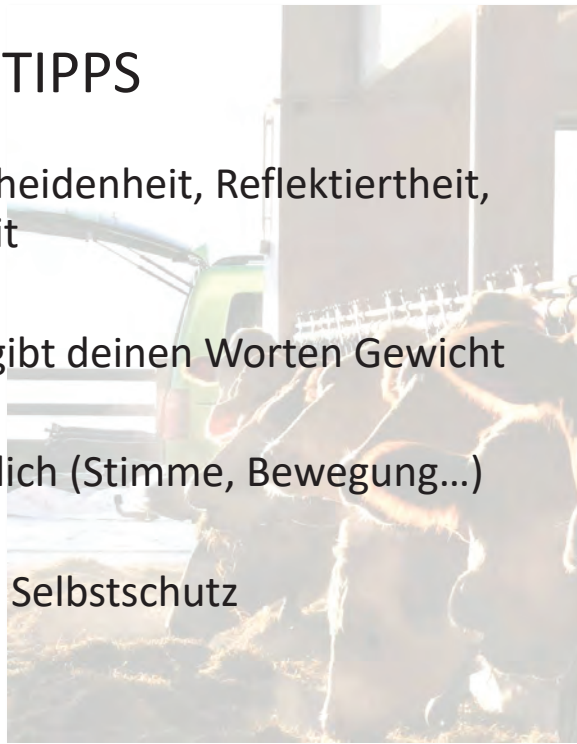 TIPPS
heidenheit, Reflektiertheit,
it
gibt deinen Worten Gewicht
lich (Stimme, Bewegung…)
Selbstschutz